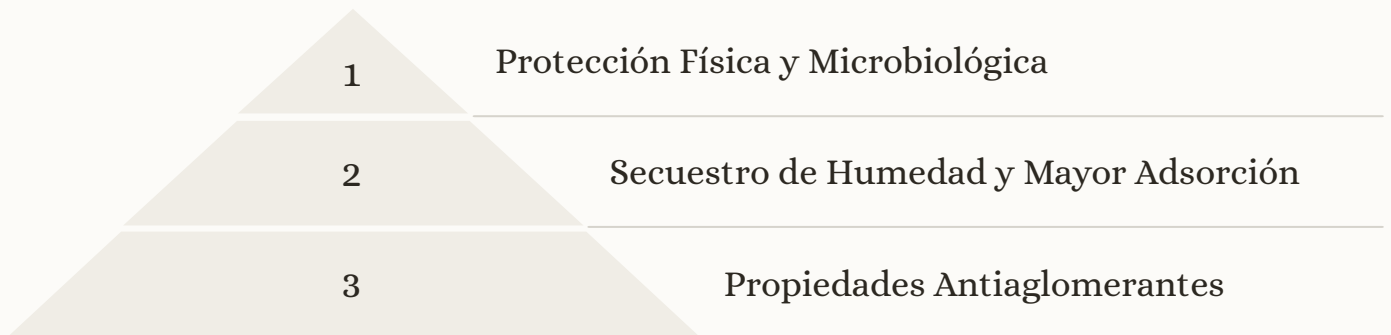 1
Protección Física y Microbiológica
2
Secuestro de Humedad y Mayor Adsorción
3
Propiedades Antiaglomerantes